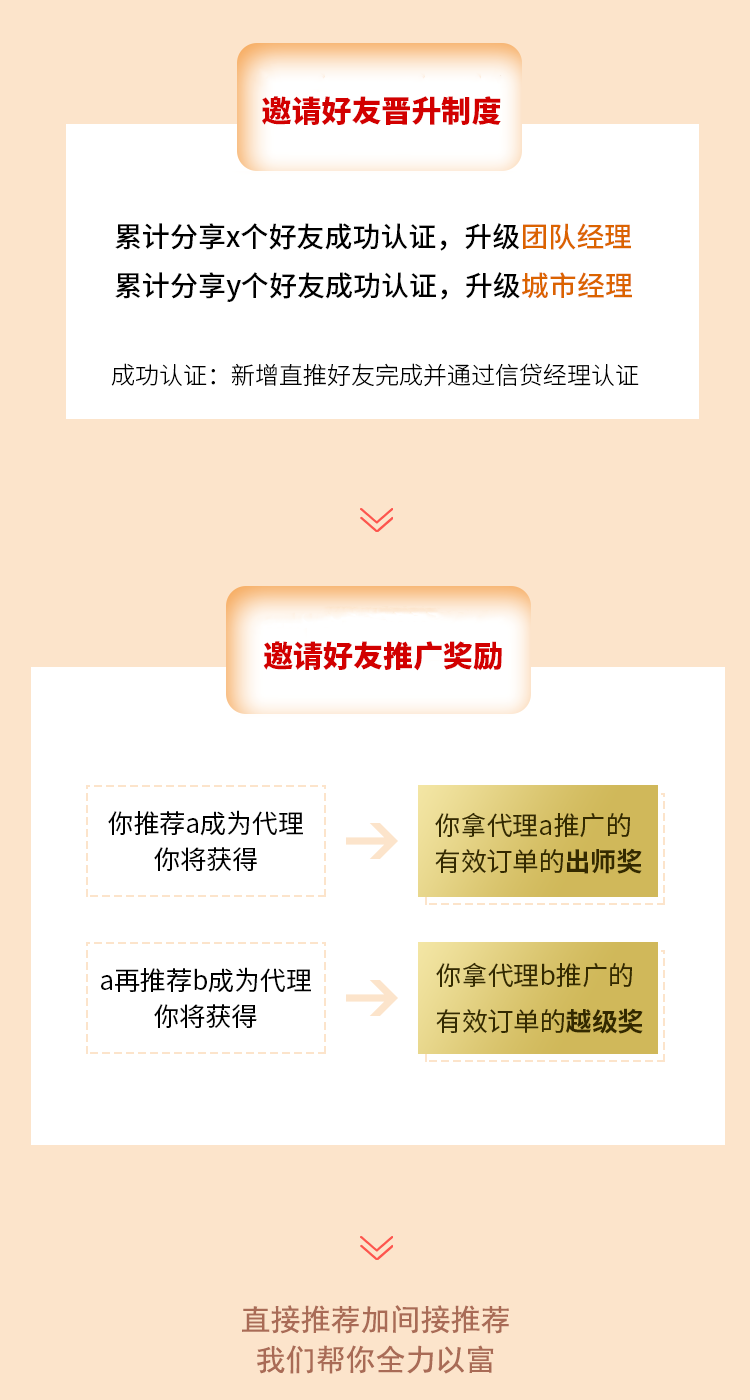 邀请好友晋升制度
累计分享x个好友成功认证，升级团队经理
累计分享y个好友成功认证，升级城市经理
成功认证：新增直推好友完成并通过信贷经理认证
邀请好友推广奖励
你推荐a成为代理
你将获得
你拿代理a推广的
有效订单的出师奖
a再推荐b成为代理
你将获得
你拿代理b推广的
有效订单的越级奖
直接推荐加间接推荐
我们帮你全力以富